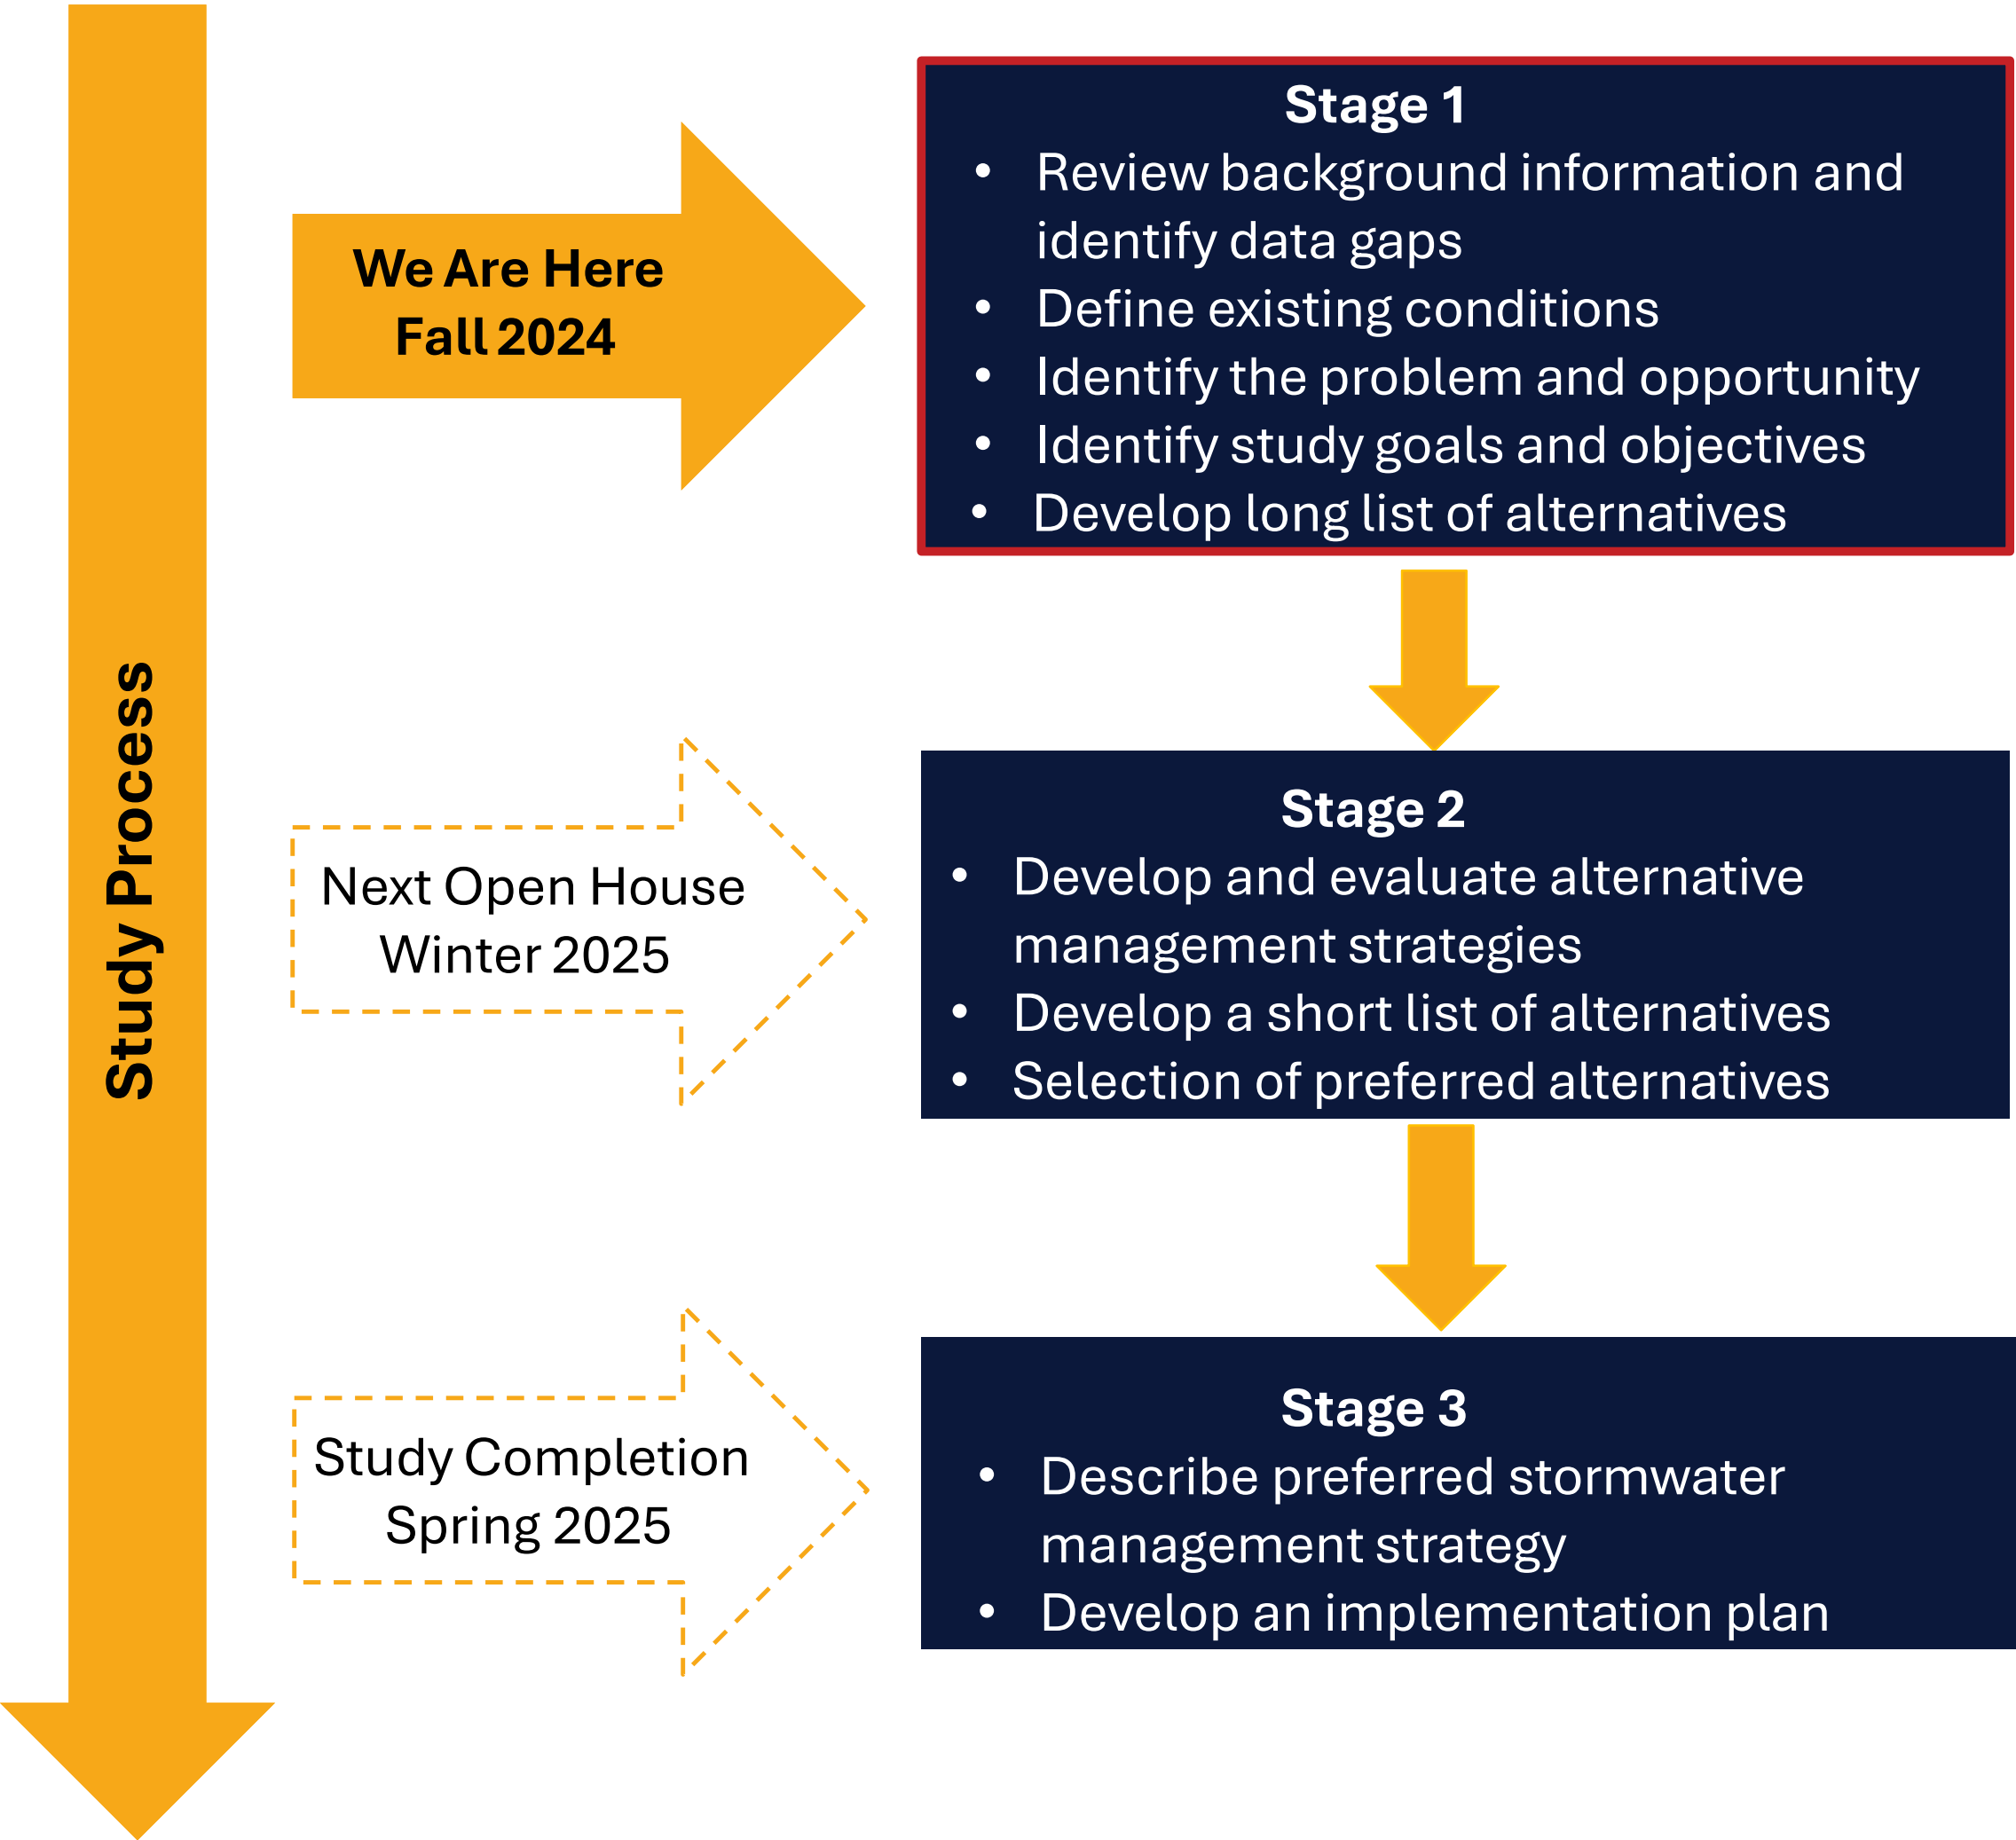 Study Process
We Are Here
Fall 2024
Stage 1
• Review background information and
identify data gaps
• Define existing conditions
• Identify the problem and opportunity
• Identify study goals and objectives
• Develop long list of alternatives
Next Open House
Winter 2025
Stage 2
• Develop and evaluate alternative
management strategies
• Develop a short list of alternatives
• Selection of preferred alternatives
Study Completion
Spring 2025
Stage 3
• Describe preferred stormwater
management strategy
• Develop an implementation plan